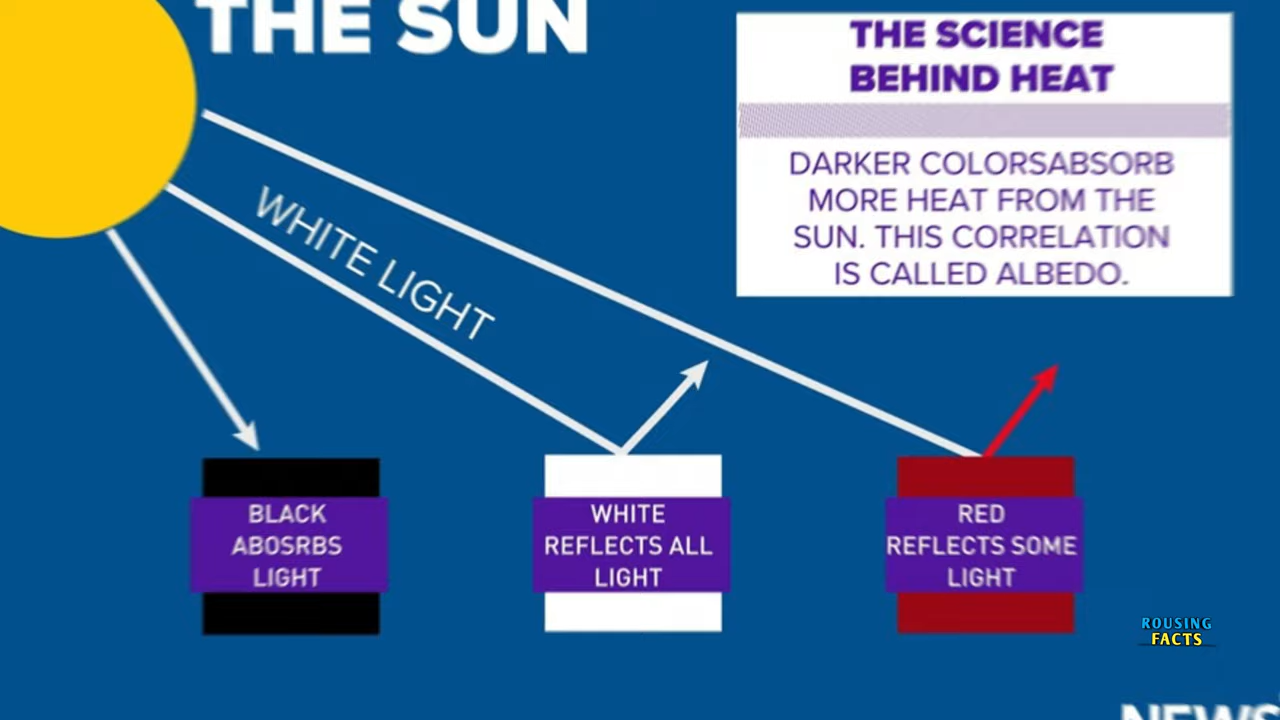 THE SUN
THE SCIENCE
BEHIND HEAT
DARKER COLORSABSORB
MORE HEAT FROM THE
SUN. THIS CORRELATION
IS CALLED ALBEDO.
WHITE LIGHT
BLACK
ABOSRBS
LIGHT
WHITE
REFLECTS ALL
LIGHT
RED
REFLECTS SOME
LIGHT
ROUSING
FACTS
NEWS